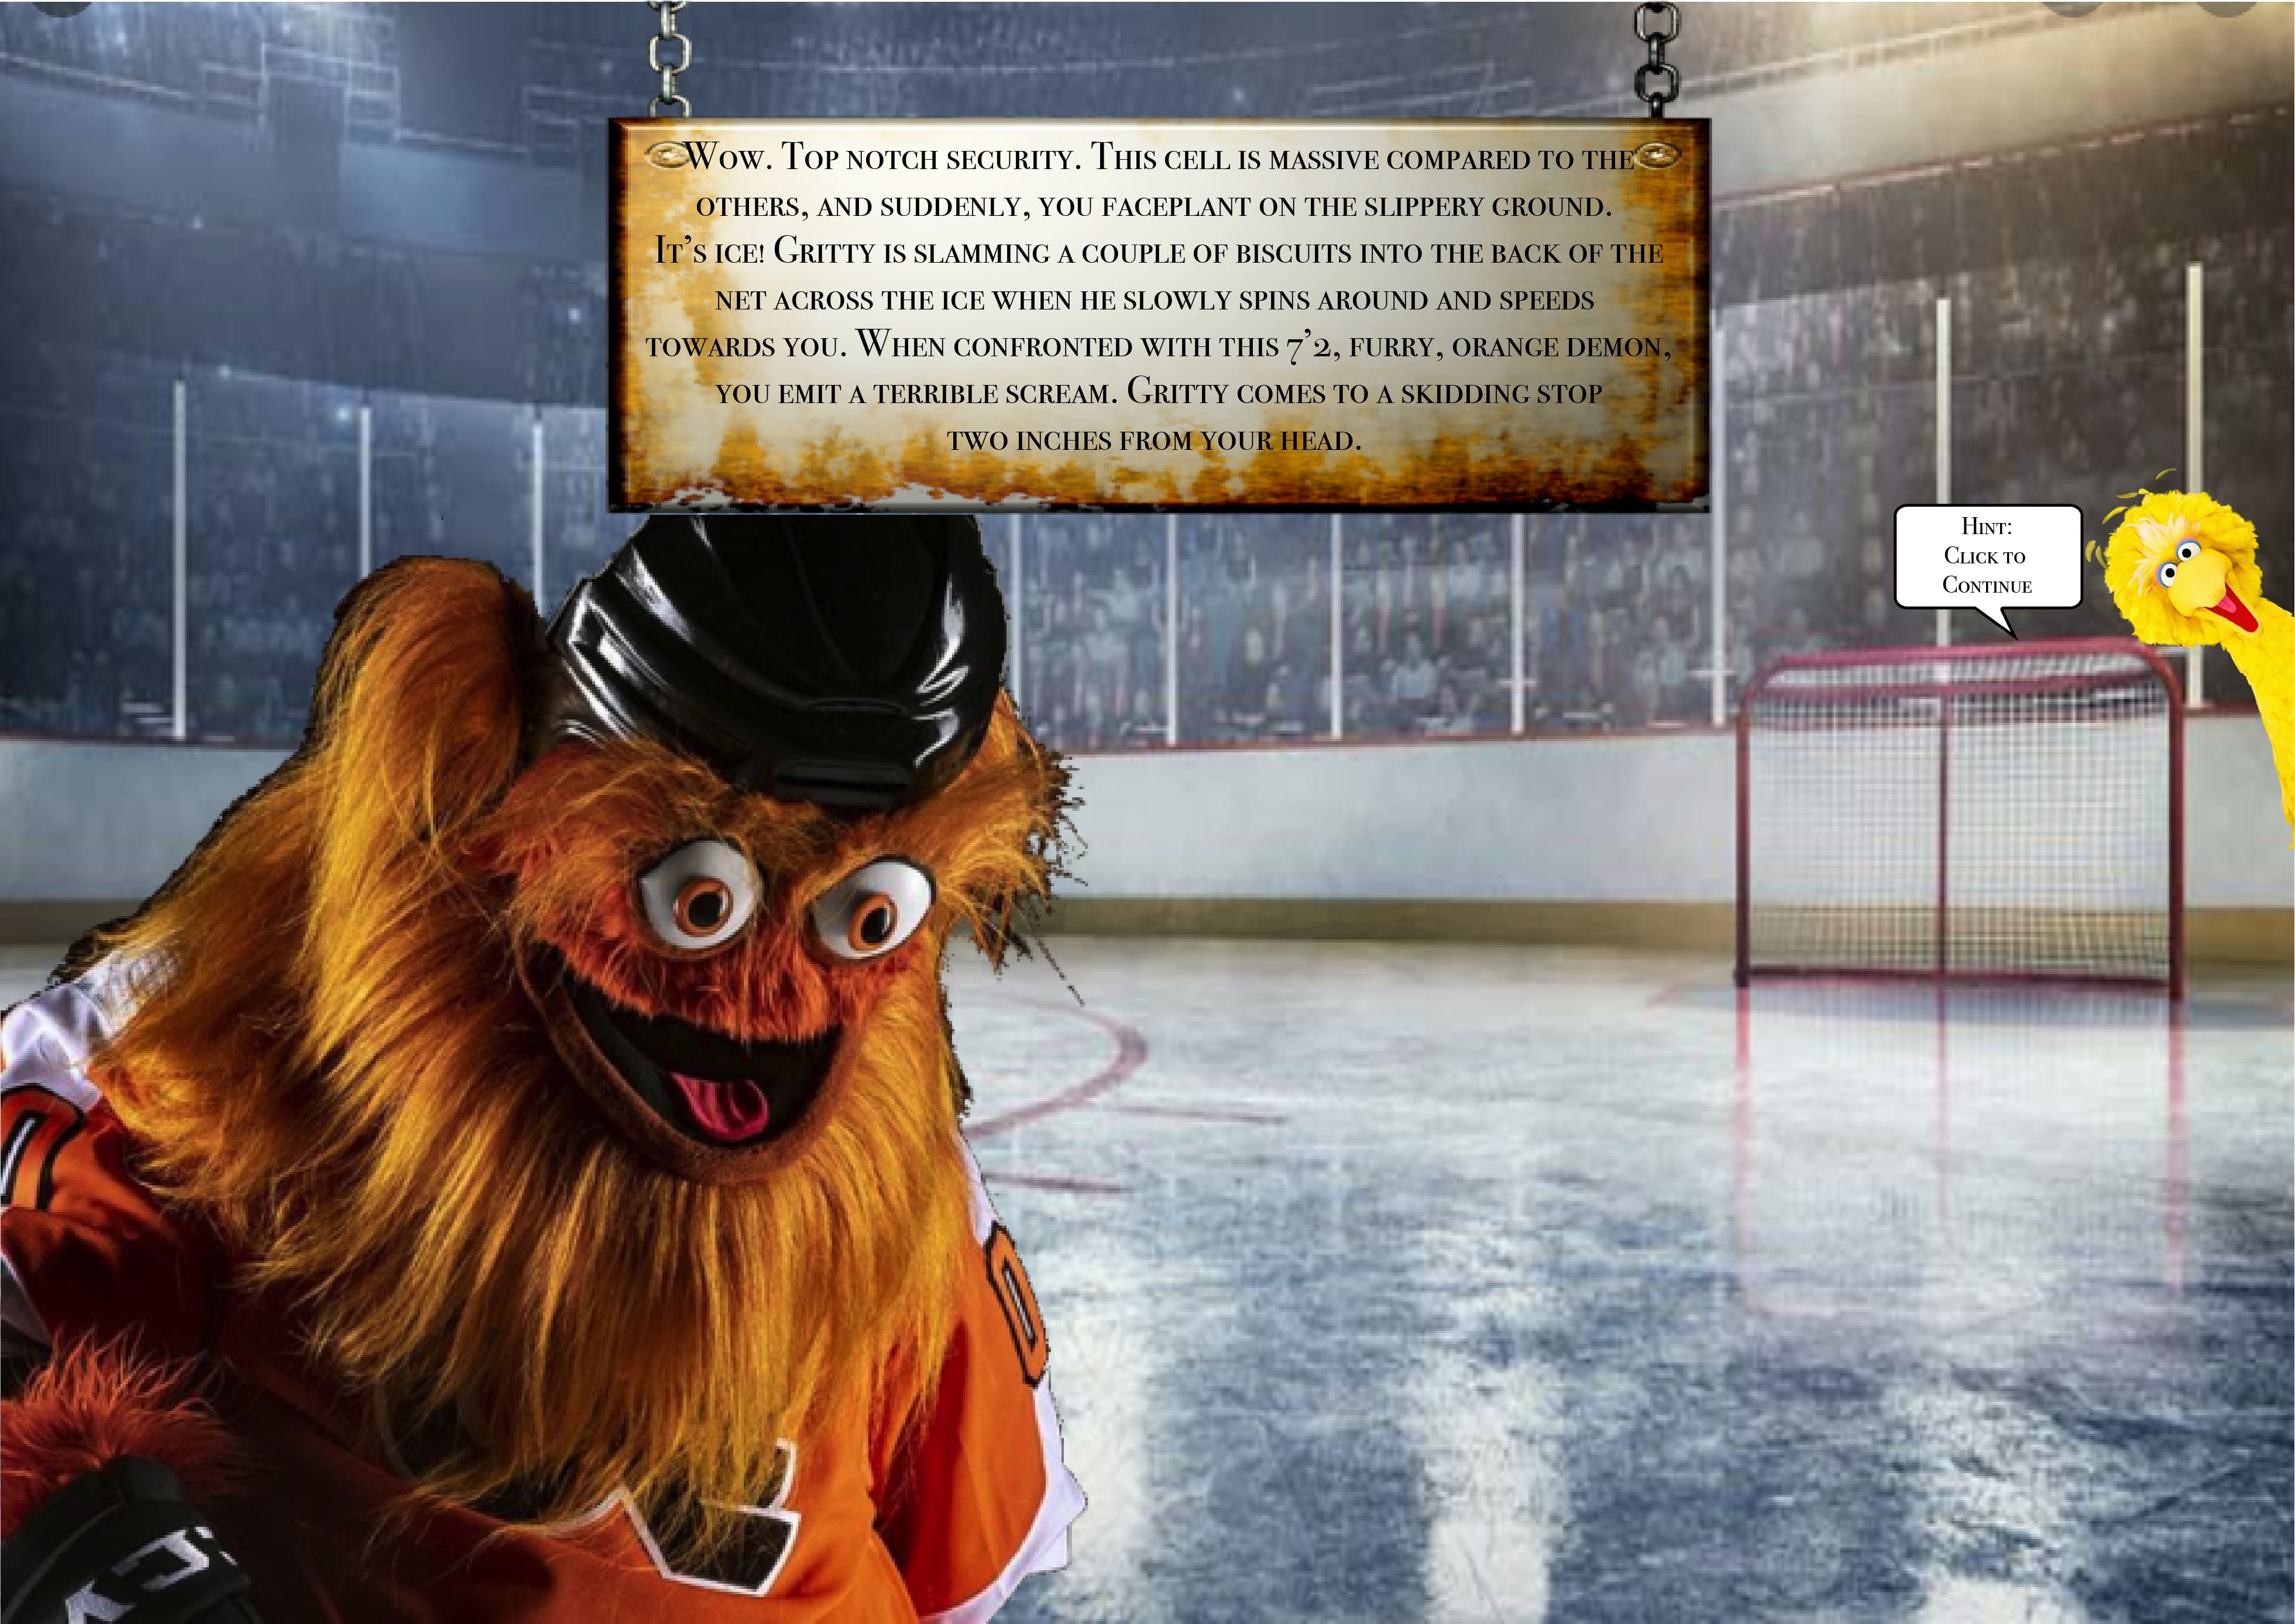 Wow. Top notch security. This cell is massive compared to the
others, and suddenly, you faceplant on the slippery ground.
It's ice! Gritty is slamming a couple of biscuits into the back of the
net across the ice when he slowly spins around and speeds
towards you. When confronted with this 7'2, furry, orange demon,
you emit a terrible scream. Gritty comes to a skidding stop
two inches from your head.
Hint:
Click to
Continue